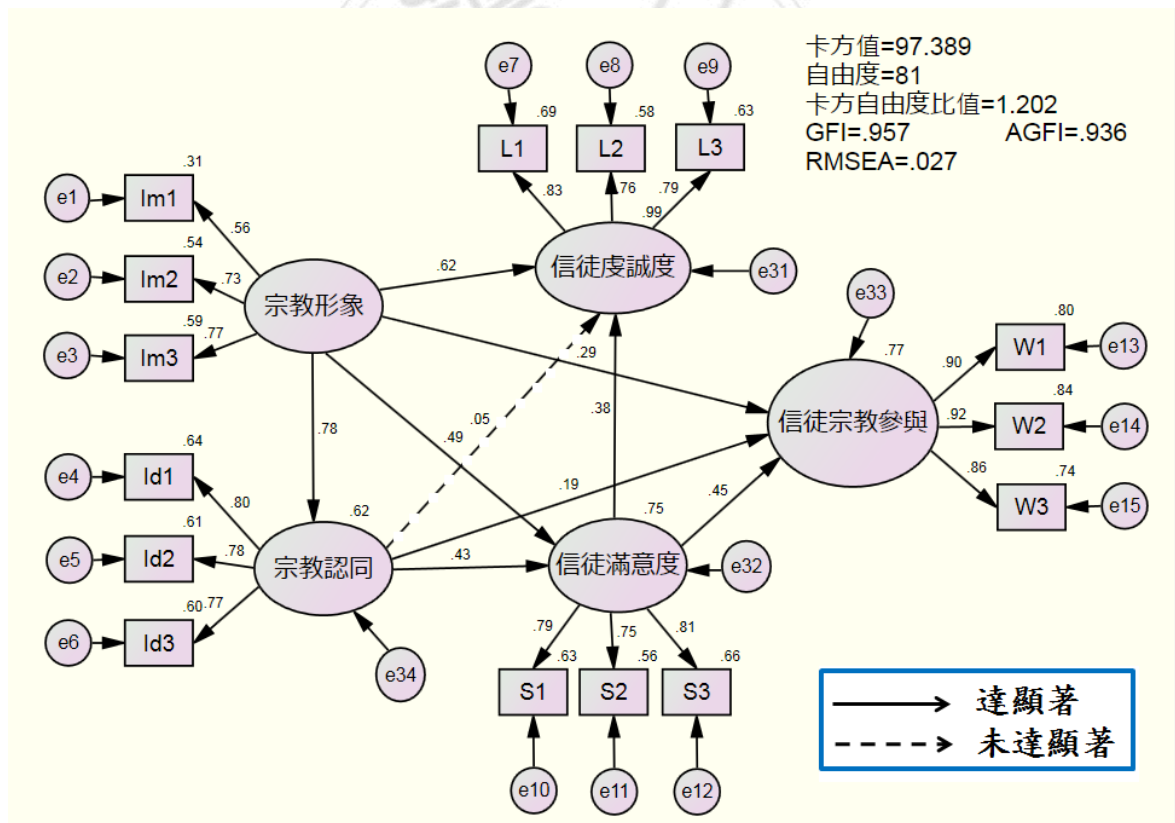 卡方值=97.389
自由度=81
卡方自由度比值=1.202
GFI=.957 AGFI=.936
RMSEA=.027
e7 e8 e9
.69 .58 .63
L1 L2 L3
.83 .76 .79
.99
信徒虔誠度
e31
e1 .31 Im1 .56
e2 .54 Im2 .73
e3 .59 Im3 .77
宗教形象
.62
.29
.78
.49
.05
.38
e33
.77
信徒宗教參與
.90 .80 W1 e13
.92 .84 W2 e14
.86 .74 W3 e15
e4 .64 Id1 .80
e5 .61 Id2 .78
e6 .60 Id3 .77
.62
宗教認同
e34
.19
.43
.45
.75
信徒滿意度
e32
.79 .75 .81
.63 .56 .66
S1 S2 S3
e10 e11 e12
達顯著
未達顯著